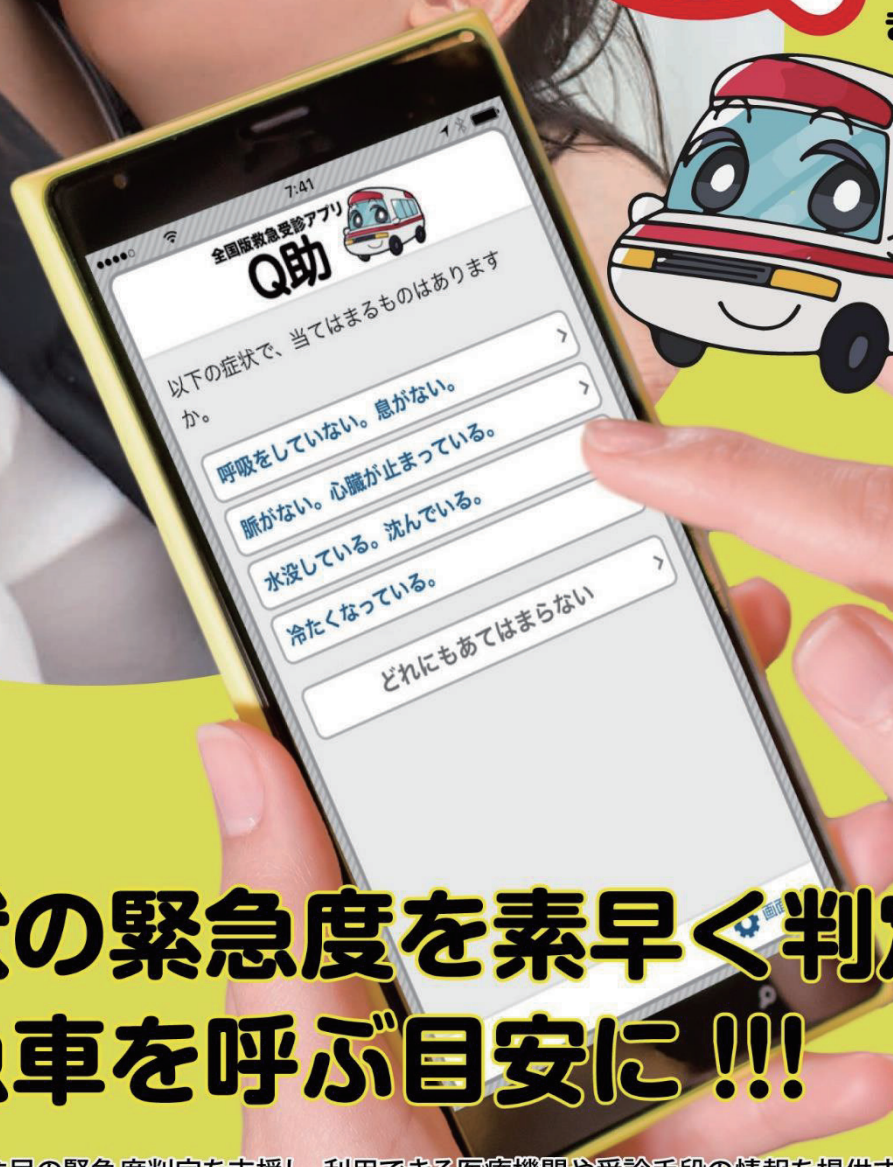 7:41
全国版救急受診アプリ
Q助
以下の症状で、当てはまるものはあります
か。
呼吸をしていない。息がない。
脈がない。心臓が止まっている。
水没している。沈んでいる。
冷たくなっている。
どれにもあてはまらない
画面
の緊急度を素早く判
車を呼ぶ目安に!!!
の緊急度判定を支援し、利用できる医療機関や受診手段の情報を提供